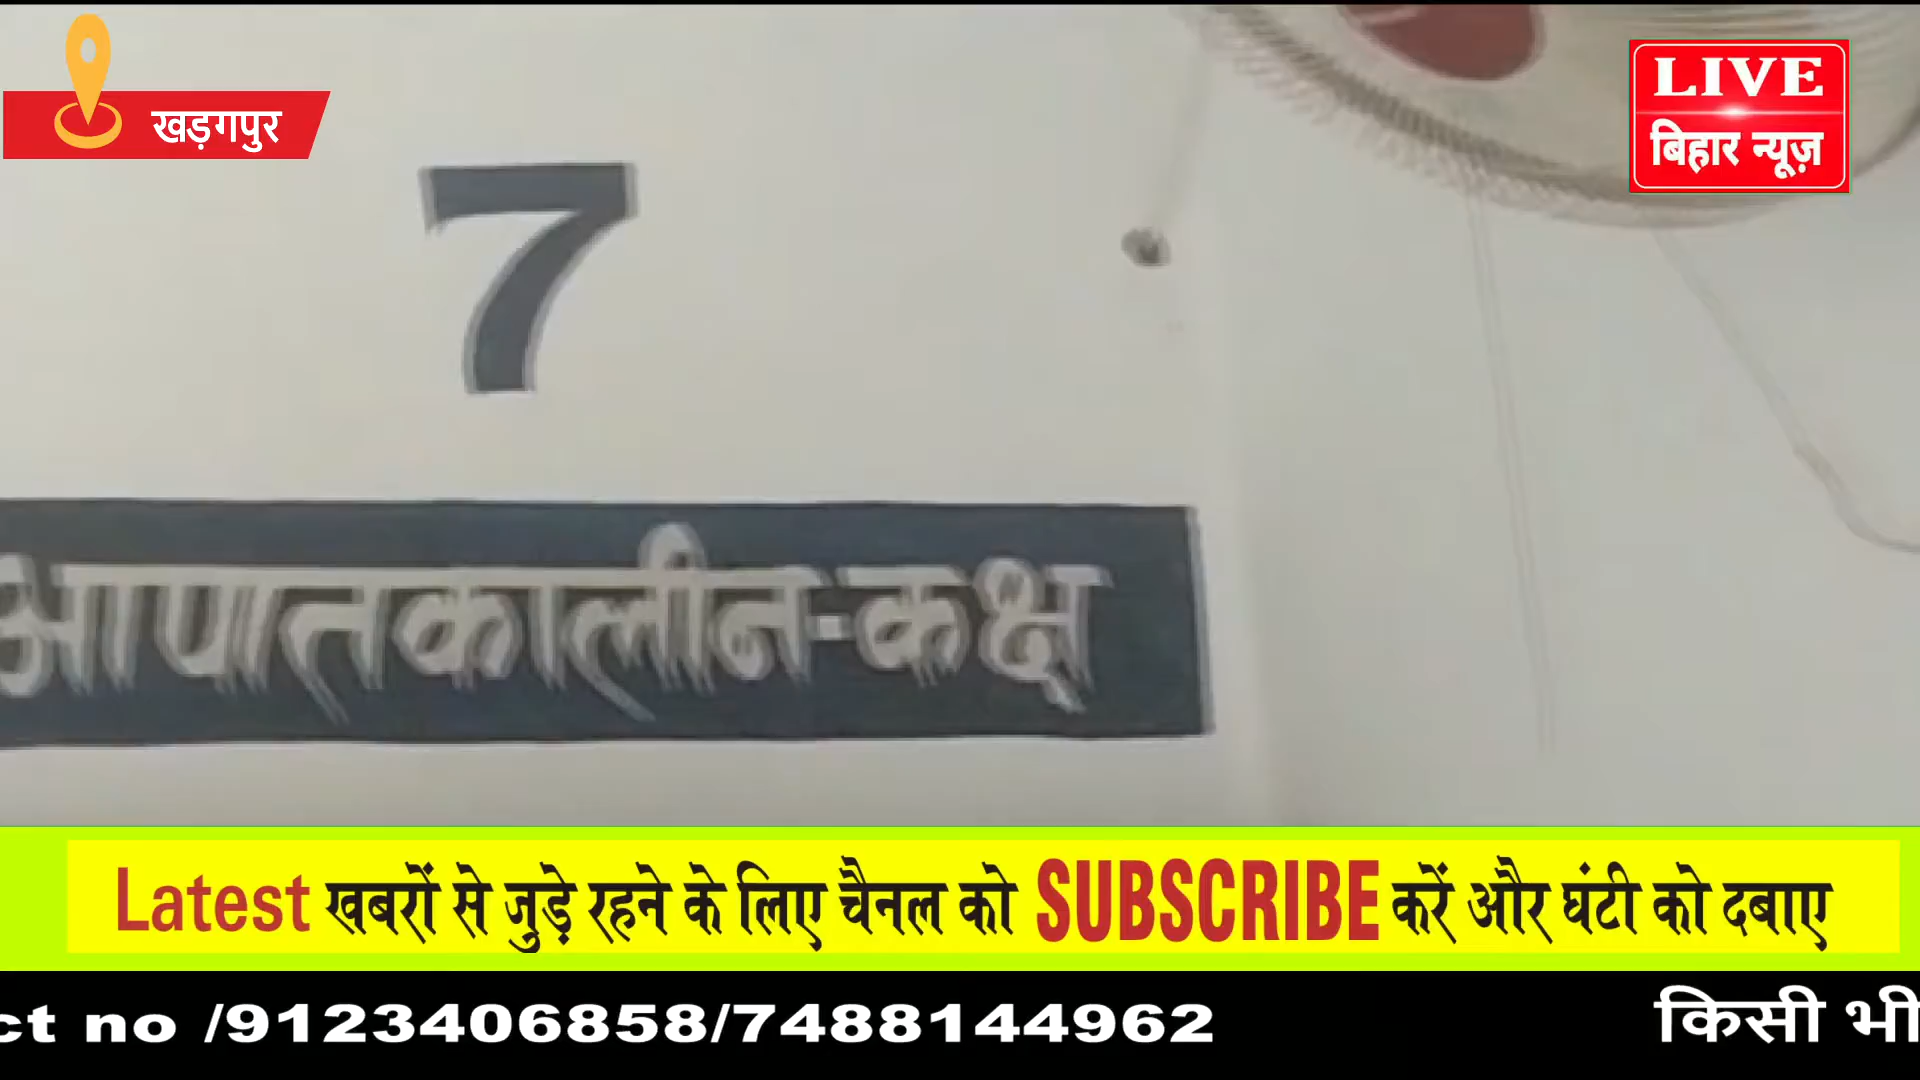 खड़गपुर
LIVE
बिहार न्यूज़
7
आपातकालीन-कक्ष
Latest खबरों से जुड़े रहने के लिए चैनल को SUBSCRIBE करें और घंटी को दबाए
ct no /9123406858/7488144962 किसी भी